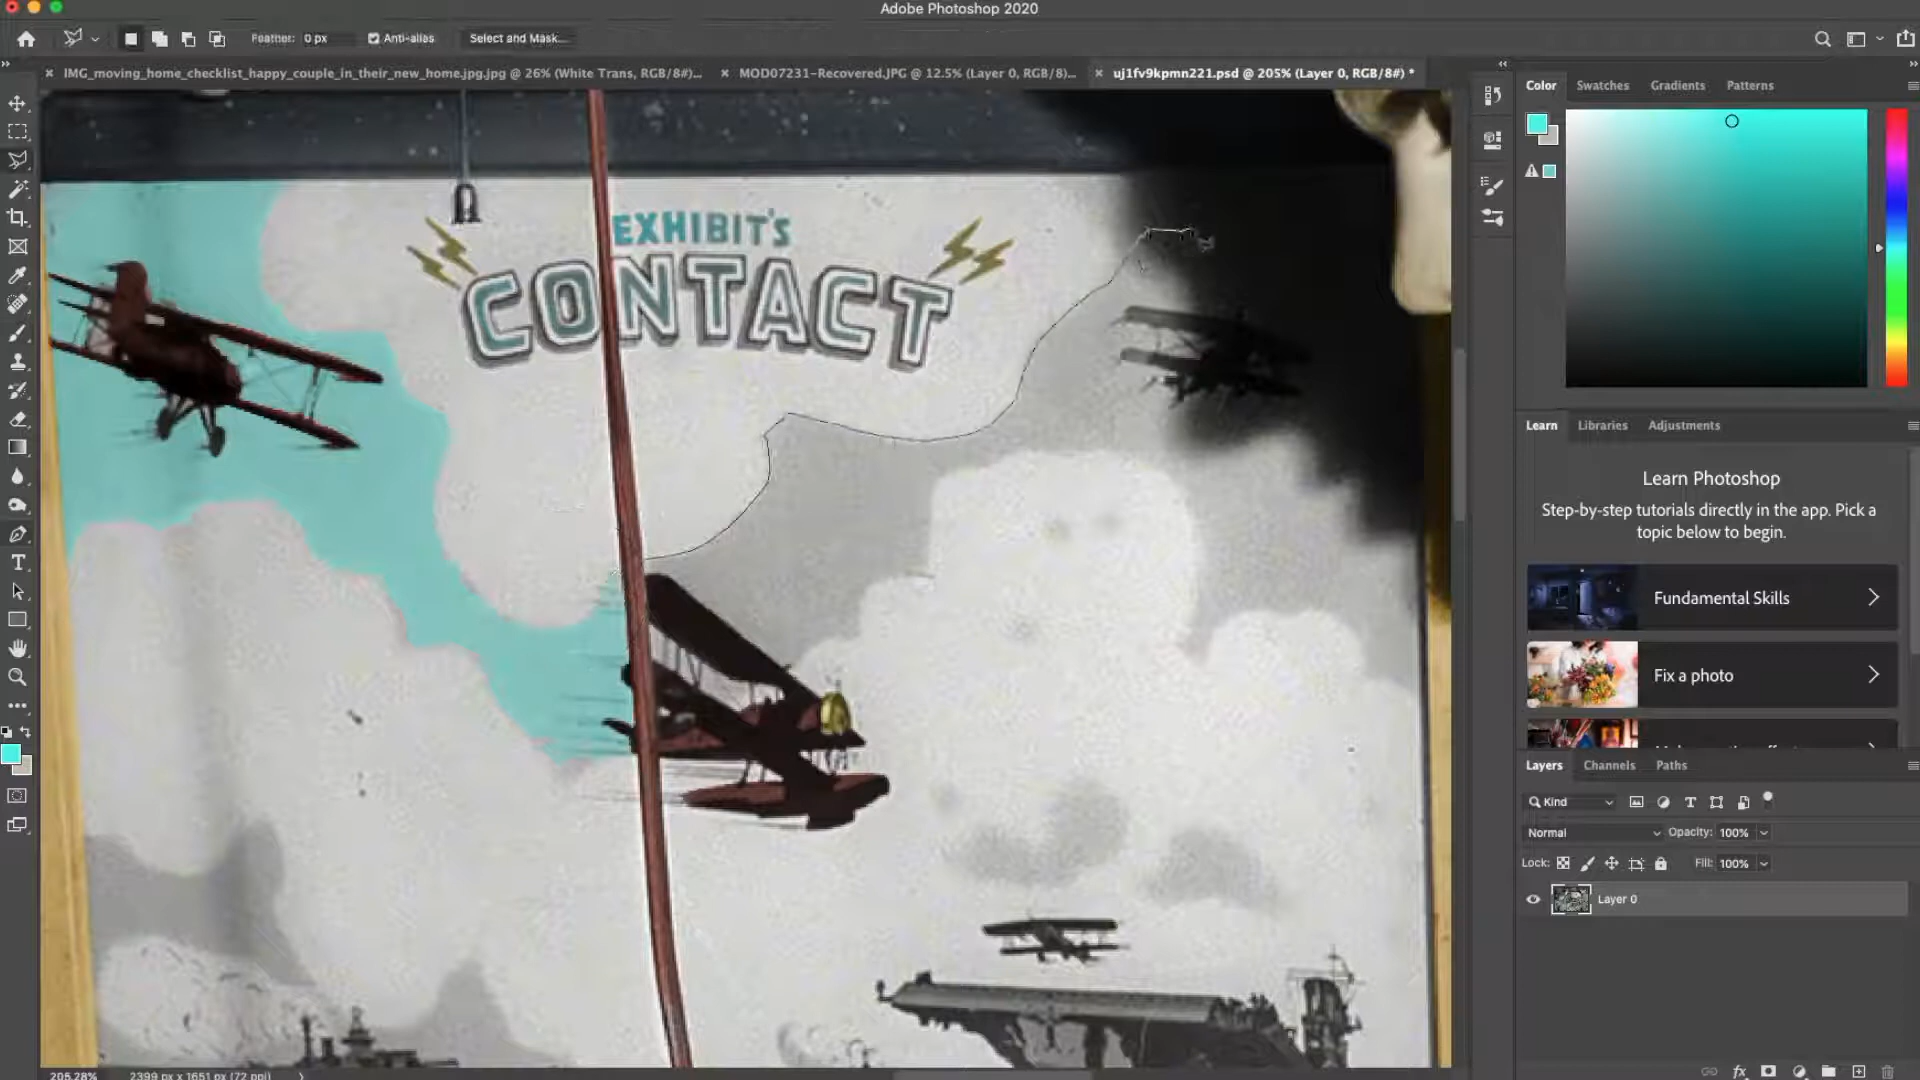 Adobe Photoshop 2020
Feather: 0 px Anti-alias Select and Mask...
IMG_moving_home_checklist_happy_couple_in_their_new_home.jpg.jpg @ 26% (White Trans, RGB/8#)...
MOD07231-Recovered.JPG @ 12.5% (Layer 0, RGB/8)...
uj1fv9kpmn221.psd @ 205% (Layer 0, RGB/8#) *
Color Swatches Gradients Patterns
EXHIBIT'S
CONTACT
Learn Libraries Adjustments
Learn Photoshop
Step-by-step tutorials directly in the app. Pick a
topic below to begin.
Fundamental Skills
Fix a photo
Layers Channels Paths
Kind
Normal Opacity: 100%
Lock: Fill: 100%
Layer 0
fx
205.28% 2399 px x 1651 px (72 ppi)